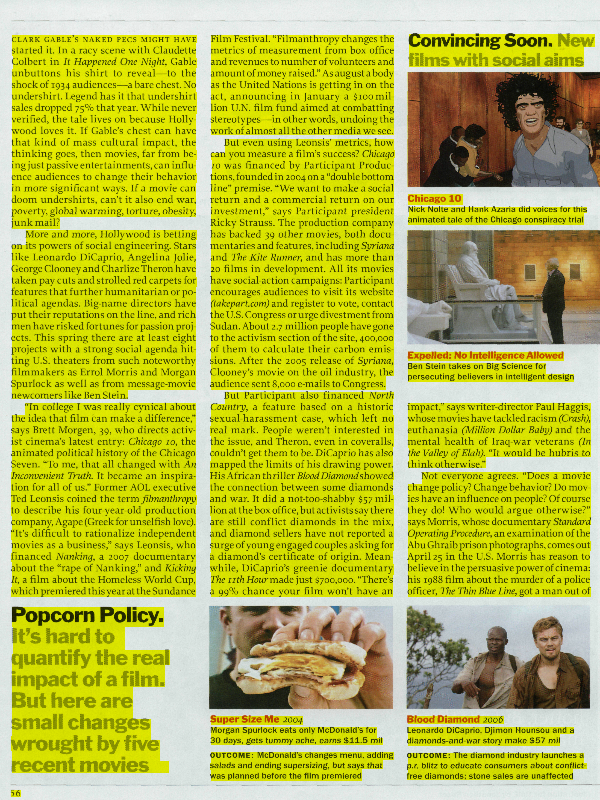 CLARK GABLE'S NAKED PECS MIGHT HAVE
started it. In a racy scene with Claudette
Colbert in It Happened One Night, Gable
unbuttons his shirt to reveal—to the
shock of 1934 audiences—a bare chest. No
undershirt. Legend has it that undershirt
sales dropped 75% that year. While never
verified, the tale lives on because Holly-
wood loves it. If Gable's chest can have
that kind of mass cultural impact, the
thinking goes, then movies, far from be-
ing just passive entertainments, can influ-
ence audiences to change their behavior
in more significant ways. If a movie can
doom undershirts, can't it also end war,
poverty, global warming, torture, obesity,
junk mail?
More and more, Hollywood is betting
on its powers of social engineering. Stars
like Leonardo DiCaprio, Angelina Jolie,
George Clooney and Charlize Theron have
taken pay cuts and strolled red carpets for
features that further humanitarian or po-
litical agendas. Big-name directors have
put their reputations on the line, and rich
men have risked fortunes for passion proj-
ects. This spring there are at least eight
projects with a strong social agenda hit-
ting U.S. theaters from such noteworthy
filmmakers as Errol Morris and Morgan
Spurlock as well as from message-movie
newcomers like Ben Stein.
"In college I was really cynical about
the idea that film can make a difference,"
says Brett Morgen, 39, who directs activ-
ist cinema's latest entry: Chicago 10, the
animated political history of the Chicago
Seven. "To me, that all changed with An
Inconvenient Truth. It became an inspira-
tion for all of us." Former AOL executive
Ted Leonsis coined the term filmanthropy
to describe his four-year-old production
company, Agape (Greek for unselfish love).
"It's difficult to rationalize independent
movies as a business," says Leonsis, who
financed Nanking, a 2007 documentary
about the "rape of Nanking," and Kicking
It, a film about the Homeless World Cup,
which premiered this year at the Sundance
Film Festival. "Filmanthropy changes the
metrics of measurement from box office
and revenues to number of volunteers and
amount of money raised." As august a body
as the United Nations is getting in on the
act, announcing in January a $100 mil-
lion U.N. film fund aimed at combatting
stereotypes—in other words, undoing the
work of almost all the other media we see.
But even using Leonsis' metrics, how
can you measure a film's success? Chicago
10 was financed by Participant Produc-
tions, founded in 2004 on a "double bottom
line" premise. "We want to make a social
return and a commercial return on our
investment," says Participant president
Ricky Strauss. The production company
has backed 39 other movies, both docu-
mentaries and features, including Syriana
and The Kite Runner, and has more than
20 films in development. All its movies
have social-action campaigns: Participant
encourages audiences to visit its website
(takepart.com) and register to vote, contact
the U.S. Congress or urge divestment from
Sudan. About 2.7 million people have gone
to the activism section of the site, 400,000
of them to calculate their carbon emis-
sions. After the 2005 release of Syriana,
Clooney's movie on the oil industry, the
audience sent 8,000 e-mails to Congress.
But Participant also financed North
Country, a feature based on a historic
sexual-harassment case, which left no
real mark. People weren't interested in
the issue, and Theron, even in coveralls,
couldn't get them to be. DiCaprio has also
mapped the limits of his drawing power.
His African thriller Blood Diamond showed
the connection between some diamonds
and war. It did a not-too-shabby $57 mil-
lion at the box office, but activists say there
are still conflict diamonds in the mix,
and diamond sellers have not reported a
surge of young engaged couples asking for
a diamond's certificate of origin. Mean-
while, DiCaprio's greenie documentary
The 11th Hour made just $700,000. "There's
a 99% chance your film won't have an
Convincing Soon. New
films with social aims
Chicago 10
Nick Nolte and Hank Azaria did voices for this
animated tale of the Chicago conspiracy trial
Expelled: No Intelligence Allowed
Ben Stein takes on Big Science for
persecuting believers in intelligent design
impact," says writer-director Paul Haggis,
whose movies have tackled racism (Crash),
euthanasia (Million Dollar Baby) and the
mental health of Iraq-war veterans (In
the Valley of Elah). "It would be hubris to
think otherwise."
Not everyone agrees. "Does a movie
change policy? Change behavior? Do mov-
ies have an influence on people? Of course
they do! Who would argue otherwise?"
says Morris, whose documentary Standard
Operating Procedure, an examination of the
Abu Ghraib prison photographs, comes out
April 25 in the U.S. Morris has reason to
believe in the persuasive power of cinema:
his 1988 film about the murder of a police
officer, The Thin Blue Line, got a man out of
Popcorn Policy.
It's hard to
quantify the real
impact of a film.
But here are
small changes
wrought by five
recent movies
Super Size Me 2004
Morgan Spurlock eats only McDonald's for
30 days, gets tummy ache, earns $11.5 mil
OUTCOME: McDonald's changes menu, adding
salads and ending supersizing, but says that
was planned before the film premiered
Blood Diamond 2006
Leonardo DiCaprio, Djimon Hounsou and a
diamonds-and-war story make $57 mil
OUTCOME: The diamond industry launches a
p.r. blitz to educate consumers about conflict-
free diamonds; stone sales are unaffected
56